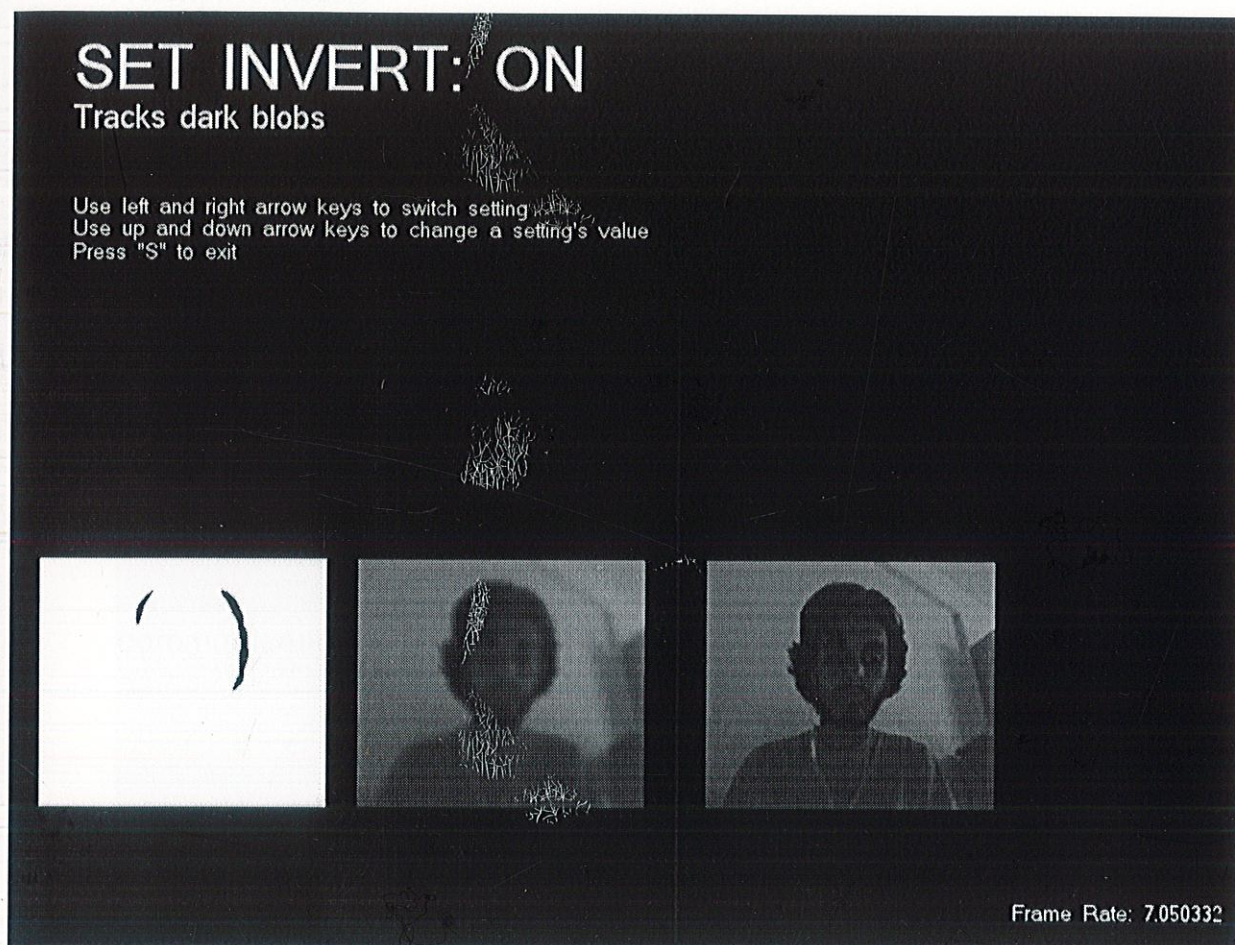 SET INVERT: ON
Tracks dark blobs
Use left and right arrow keys to switch setting
Use up and down arrow keys to change a setting's value
Press "S" to exit
Frame Rate: 7.050332